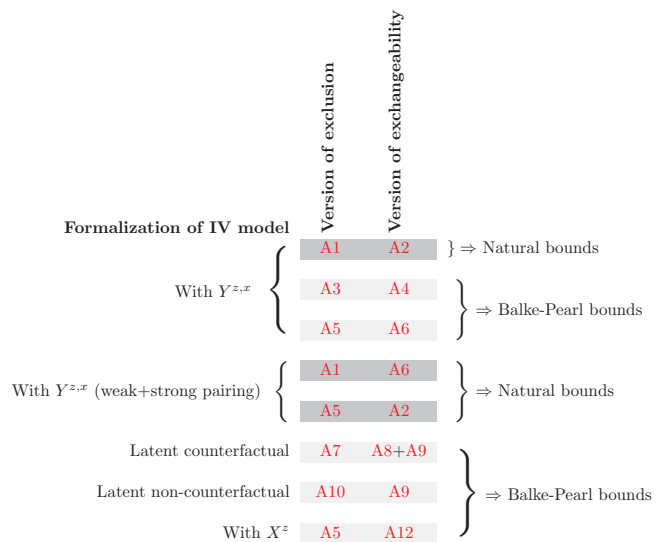 Version of exclusion
Version of exchangeability
Formalization of IV model
A1 A2 } ⇒ Natural bounds
With Y^{z,x}
A3 A4
⇒ Balke-Pearl bounds
A5 A6
A1 A6
With Y^{z,x} (weak+strong pairing) ⇒ Natural bounds
A5 A2
Latent counterfactual A7 A8+A9
Latent non-counterfactual A10 A9 ⇒ Balke-Pearl bounds
With X^z A5 A12